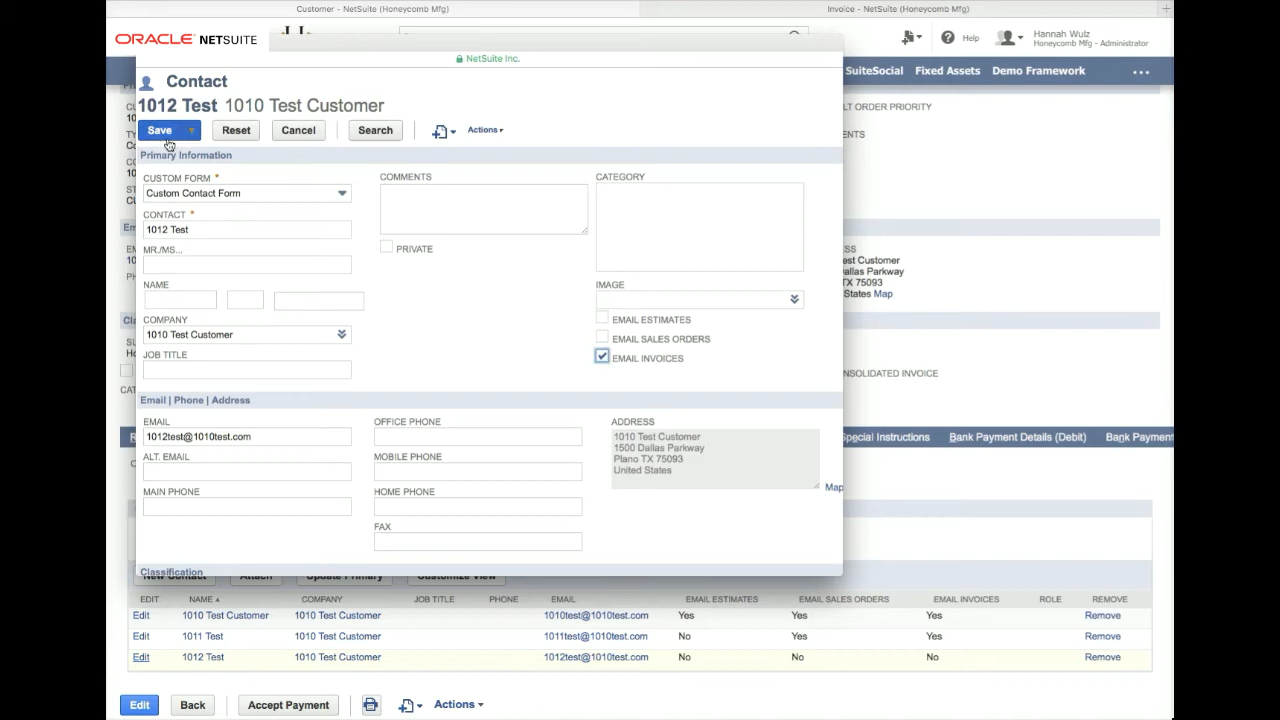 Customer - NetSuite (Honeycomb Mfg)
Invoice - NetSuite (Honeycomb Mfg)
ORACLE NETSUITE
Help
Hannah Wulz
Honeycomb Mfg - Administrator
NetSuite Inc.
SuiteSocial
Fixed Assets
Demo Framework
Contact
1012 Test 1010 Test Customer
LT ORDER PRIORITY
Save
Reset
Cancel
Search
Actions
Primary Information
CUSTOM FORM *
Custom Contact Form
COMMENTS
CATEGORY
CONTACT *
1012 Test
MR./MS...
PRIVATE
NAME
IMAGE
EMAIL ESTIMATES
COMPANY
1010 Test Customer
EMAIL SALES ORDERS
JOB TITLE
EMAIL INVOICES
est Customer
allas Parkway
TX 75093
States Map
NSOLIDATED INVOICE
Email | Phone | Address
EMAIL
1012test@1010test.com
OFFICE PHONE
ADDRESS
1010 Test Customer
1500 Dallas Parkway
Plano TX 75093
United States
Map
ALT. EMAIL
MOBILE PHONE
MAIN PHONE
HOME PHONE
FAX
Special Instructions
Bank Payment Details (Debit)
Bank Payment
Classification
New Contact
Attach
Update Primary
Customize View
EDIT NAME COMPANY JOB TITLE PHONE EMAIL EMAIL ESTIMATES EMAIL SALES ORDERS EMAIL INVOICES ROLE REMOVE
Edit 1010 Test Customer 1010 Test Customer 1010test@1010test.com Yes Yes Yes Remove
Edit 1011 Test 1010 Test Customer 1011test@1010test.com No Yes Yes Remove
Edit 1012 Test 1010 Test Customer 1012test@1010test.com No No No Remove
Edit
Back
Accept Payment
Actions